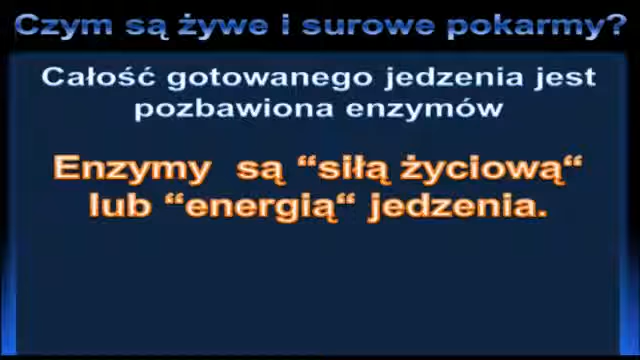 Czym są żywe i surowe pokarmy?
Całość gotowanego jedzenia jest
pozbawiona enzymów
Enzymy są “siłą życiową“
lub “energią“ jedzenia.